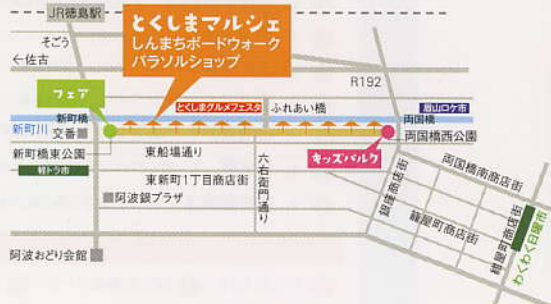 JR徳島駅
そごう
←佐古
とくしまマルシェ
しんまちボードウォーク
パラソルショップ
R192
フェア
とくしまグルメフェスタ
ふれあい橋
眉山ロケ市
新町橋
両国橋
新町川
交番
両国橋西公園
新町橋東公園
東船場通り
キッズパルク
軽トラ市
東新町1丁目商店街
六右衛門通り
両国橋南商店街
阿波銀プラザ
銀座商店街
籠屋町商店街
紺屋町商店街
わくわく日曜市
阿波おどり会館